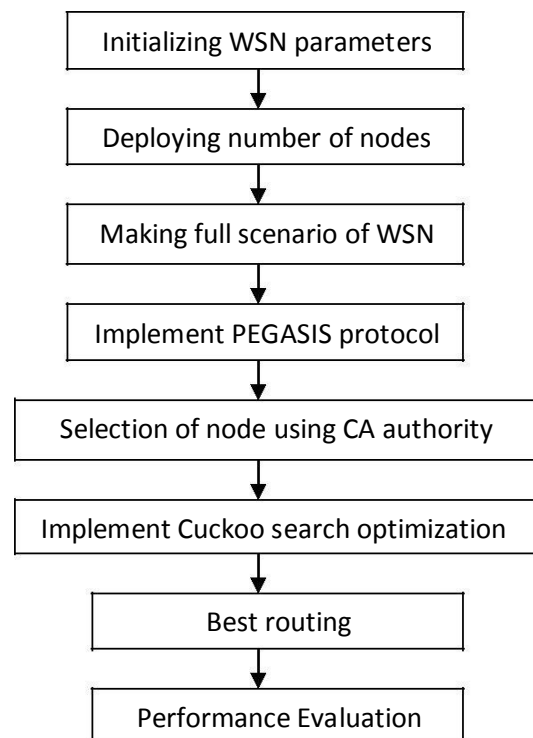 Initializing WSN parameters
Deploying number of nodes
Making full scenario of WSN
Implement PEGASIS protocol
Selection of node using CA authority
Implement Cuckoo search optimization
Best routing
Performance Evaluation